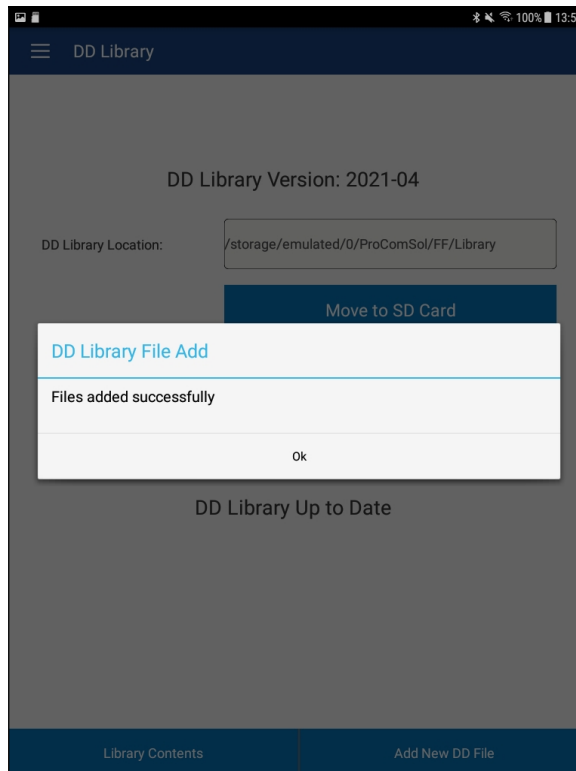 100% 13:5
DD Library
DD Library Version: 2021-04
DD Library Location:
/storage/emulated/0/ProComSol/FF/Library
Move to SD Card
DD Library File Add
Files added successfully
Ok
DD Library Up to Date
Library Contents
Add New DD File